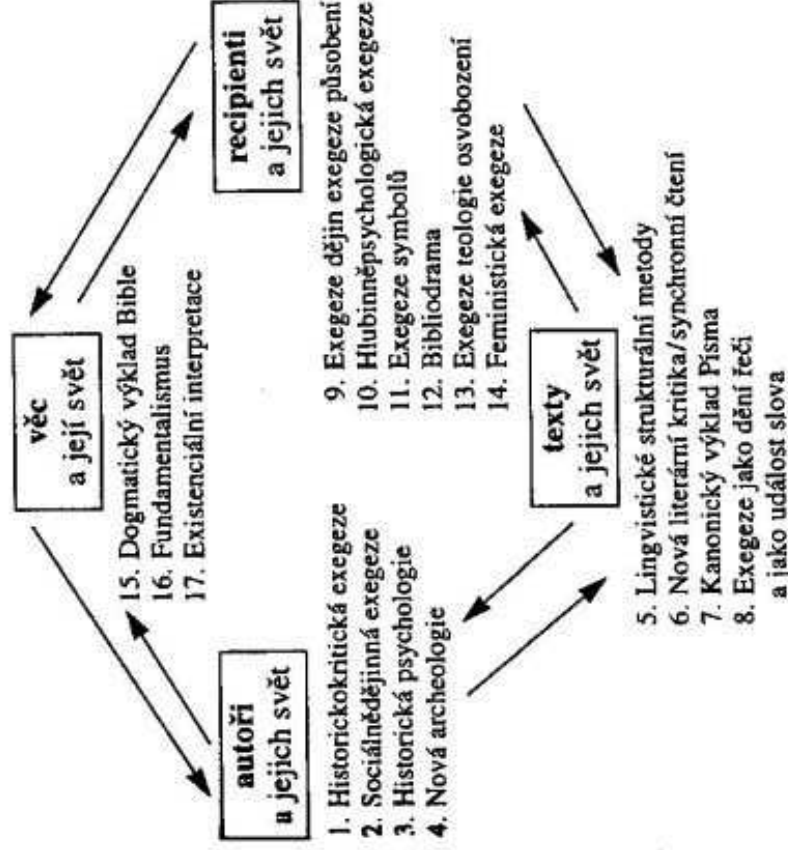 věc
a její svět
15. Dogmatický výklad Bible
16. Fundamentalismus
17. Existenciální interpretace
autoři
a jejich svět
1. Historickokritická exegeze
2. Sociálnědějinná exegeze
3. Historická psychologie
4. Nová archeologie
recipienti
a jejich svět
9. Exegeze dějin exegeze působení
10. Hlubinněpsychologická exegeze
11. Exegeze symbolů
12. Bibliodrama
13. Exegeze teologie osvobození
14. Feministická exegeze
texty
a jejich svět
5. Lingvistické strukturální metody
6. Nová literární kritika/synchronní čtení
7. Kanonický výklad Písma
8. Exegeze jako dění řeči
a jako událost slova